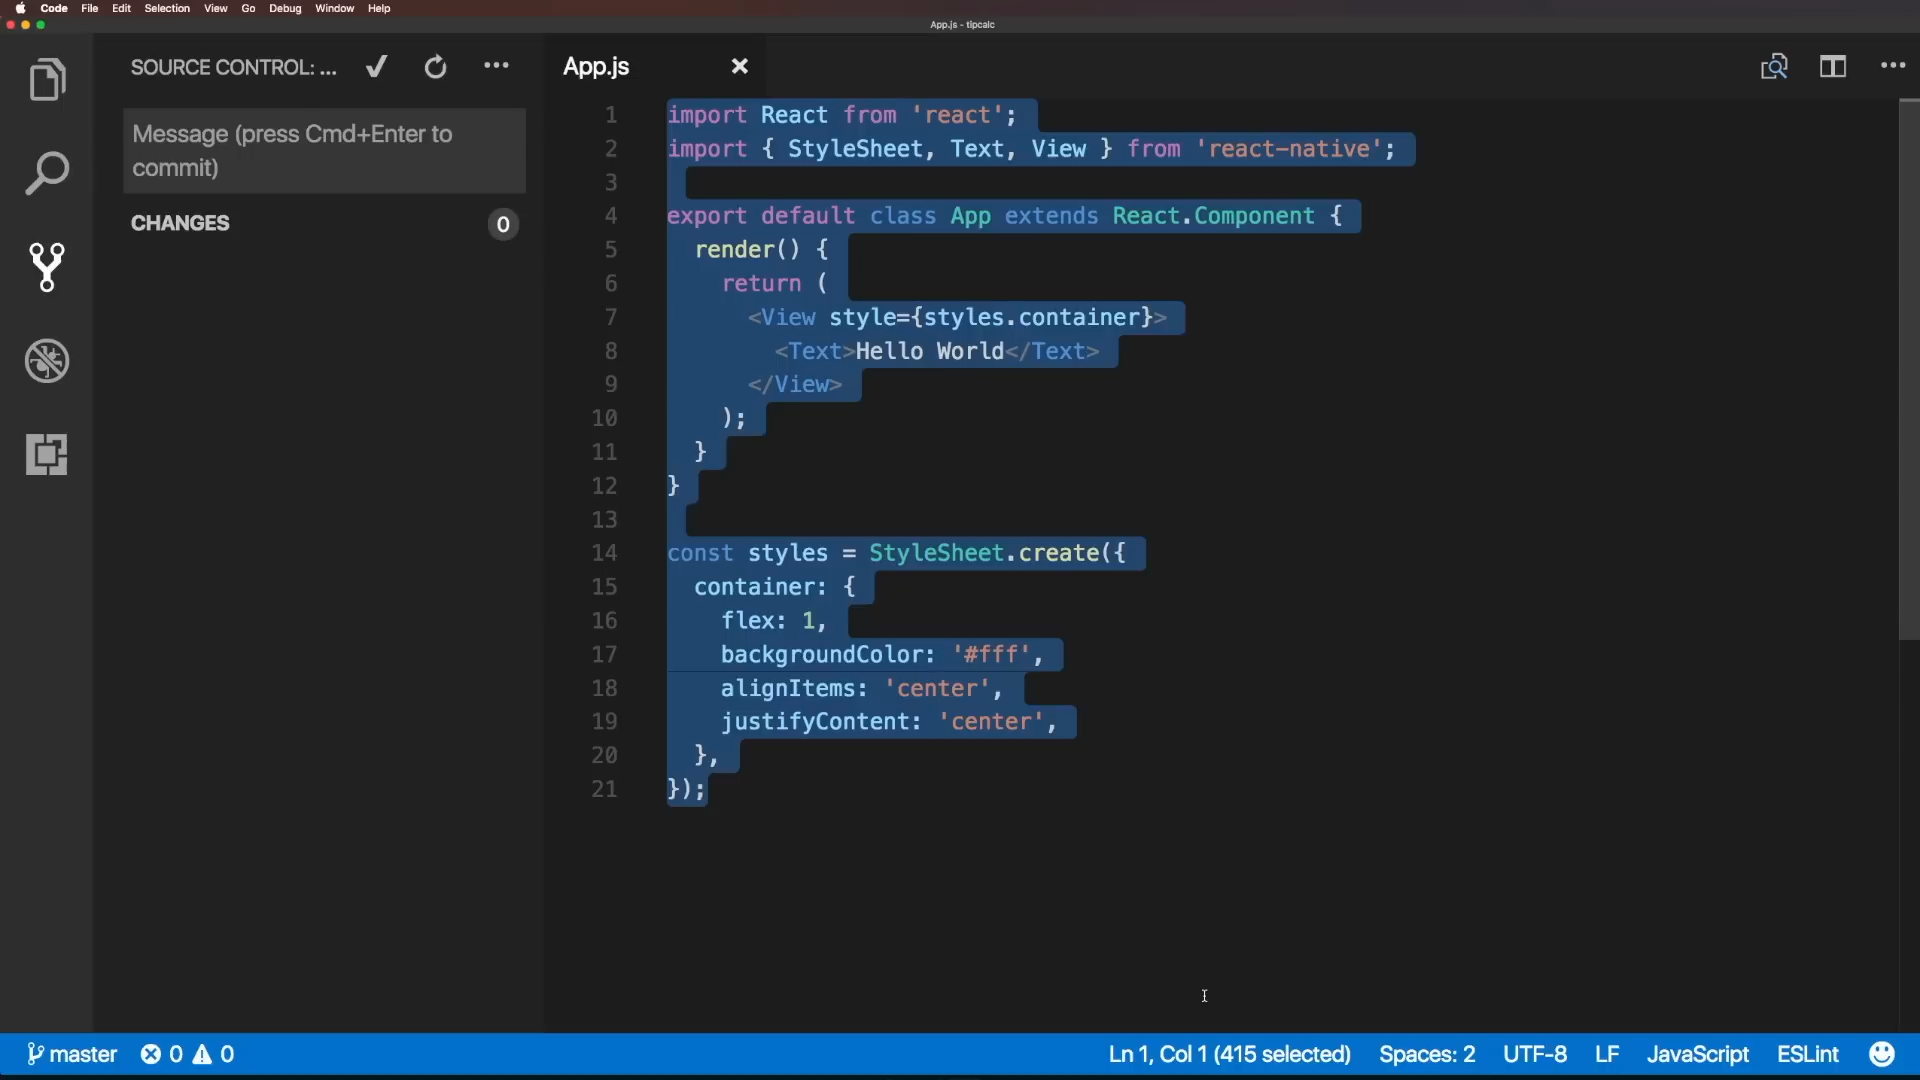 Code File Edit Selection View Go Debug Window Help
App.js - tipcalc
SOURCE CONTROL: ...
App.js
Message (press Cmd+Enter to
commit)
CHANGES 0
1 import React from 'react';
2 import { StyleSheet, Text, View } from 'react-native';
3
4 export default class App extends React.Component {
5   render() {
6     return (
7       <View style={styles.container}>
8         <Text>Hello World</Text>
9       </View>
10     );
11   }
12 }
13
14 const styles = StyleSheet.create({
15   container: {
16     flex: 1,
17     backgroundColor: '#fff',
18     alignItems: 'center',
19     justifyContent: 'center',
20   },
21 });
master 0 0 Ln 1, Col 1 (415 selected) Spaces: 2 UTF-8 LF JavaScript ESLint